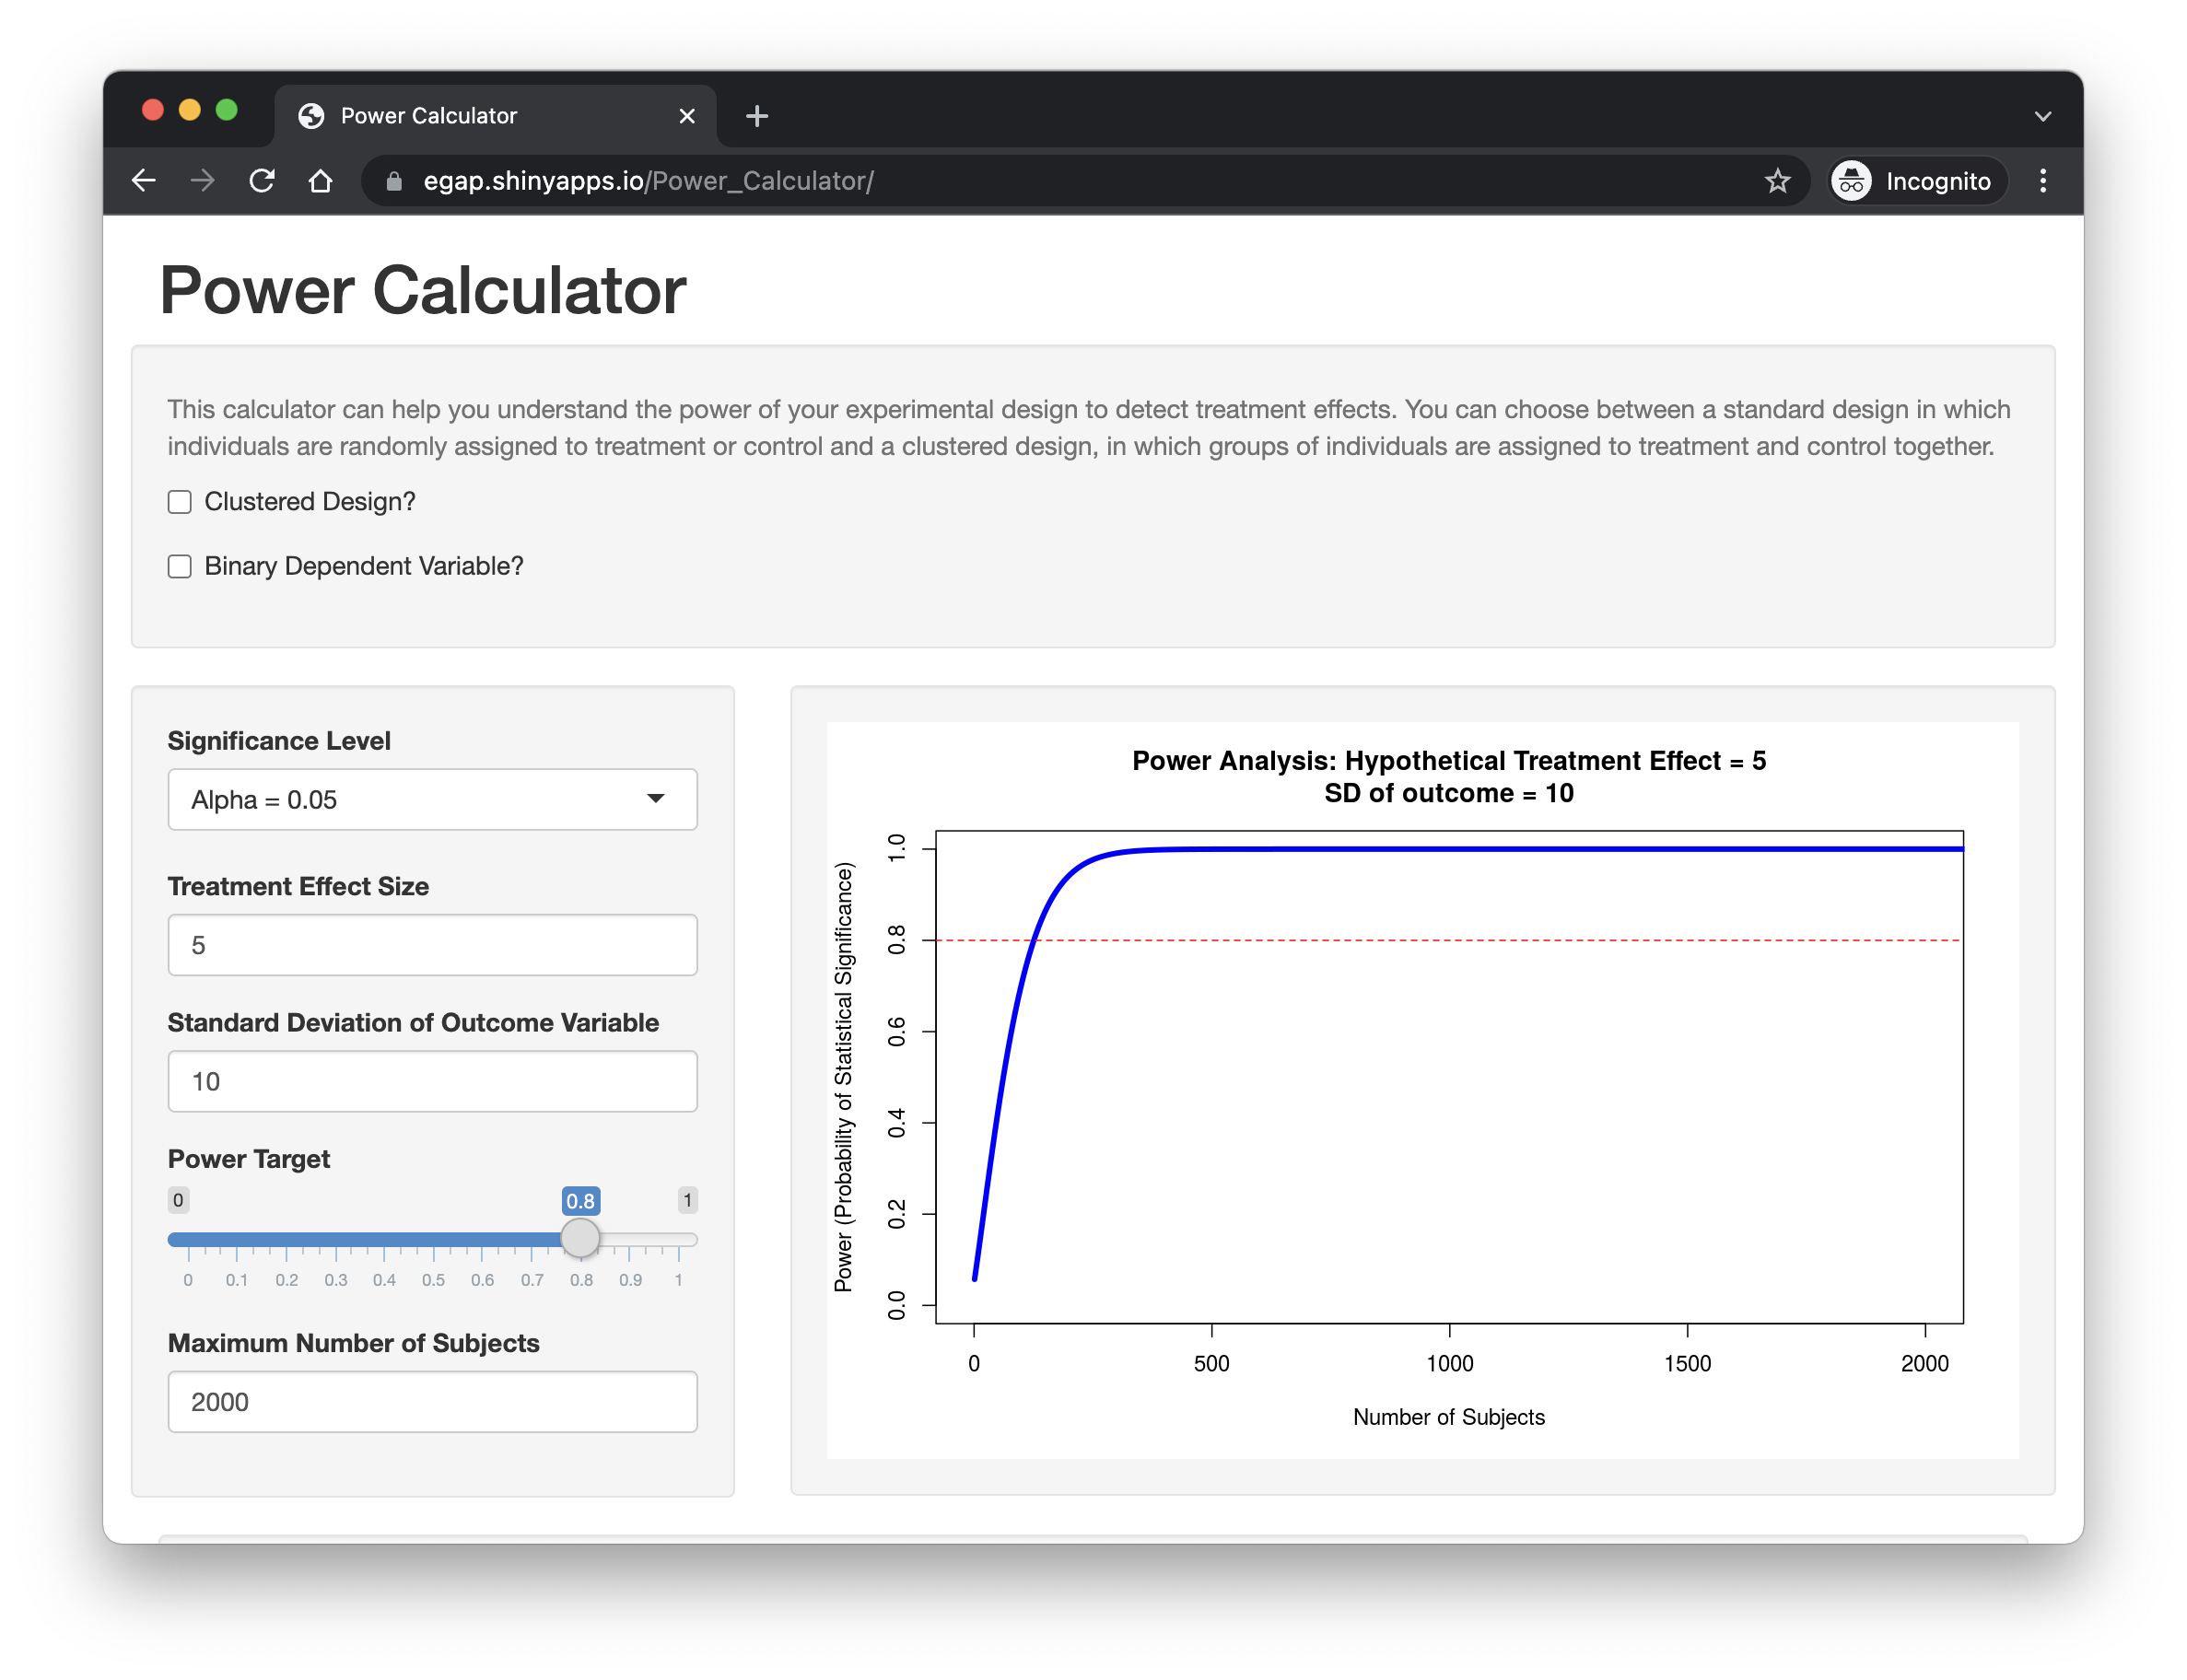 Power Calculator
egap.shinyapps.io/Power_Calculator/
Incognito
Power Calculator
This calculator can help you understand the power of your experimental design to detect treatment effects. You can choose between a standard design in which
individuals are randomly assigned to treatment or control and a clustered design, in which groups of individuals are assigned to treatment and control together.
Clustered Design?
Binary Dependent Variable?
Significance Level
Alpha = 0.05
Treatment Effect Size
5
Standard Deviation of Outcome Variable
10
Power Target
0 0.8 1
0 0.1 0.2 0.3 0.4 0.5 0.6 0.7 0.8 0.9 1
Maximum Number of Subjects
2000
Power Analysis: Hypothetical Treatment Effect = 5
SD of outcome = 10
Power (Probability of Statistical Significance)
1.0
0.8
0.6
0.4
0.2
0.0
0 500 1000 1500 2000
Number of Subjects